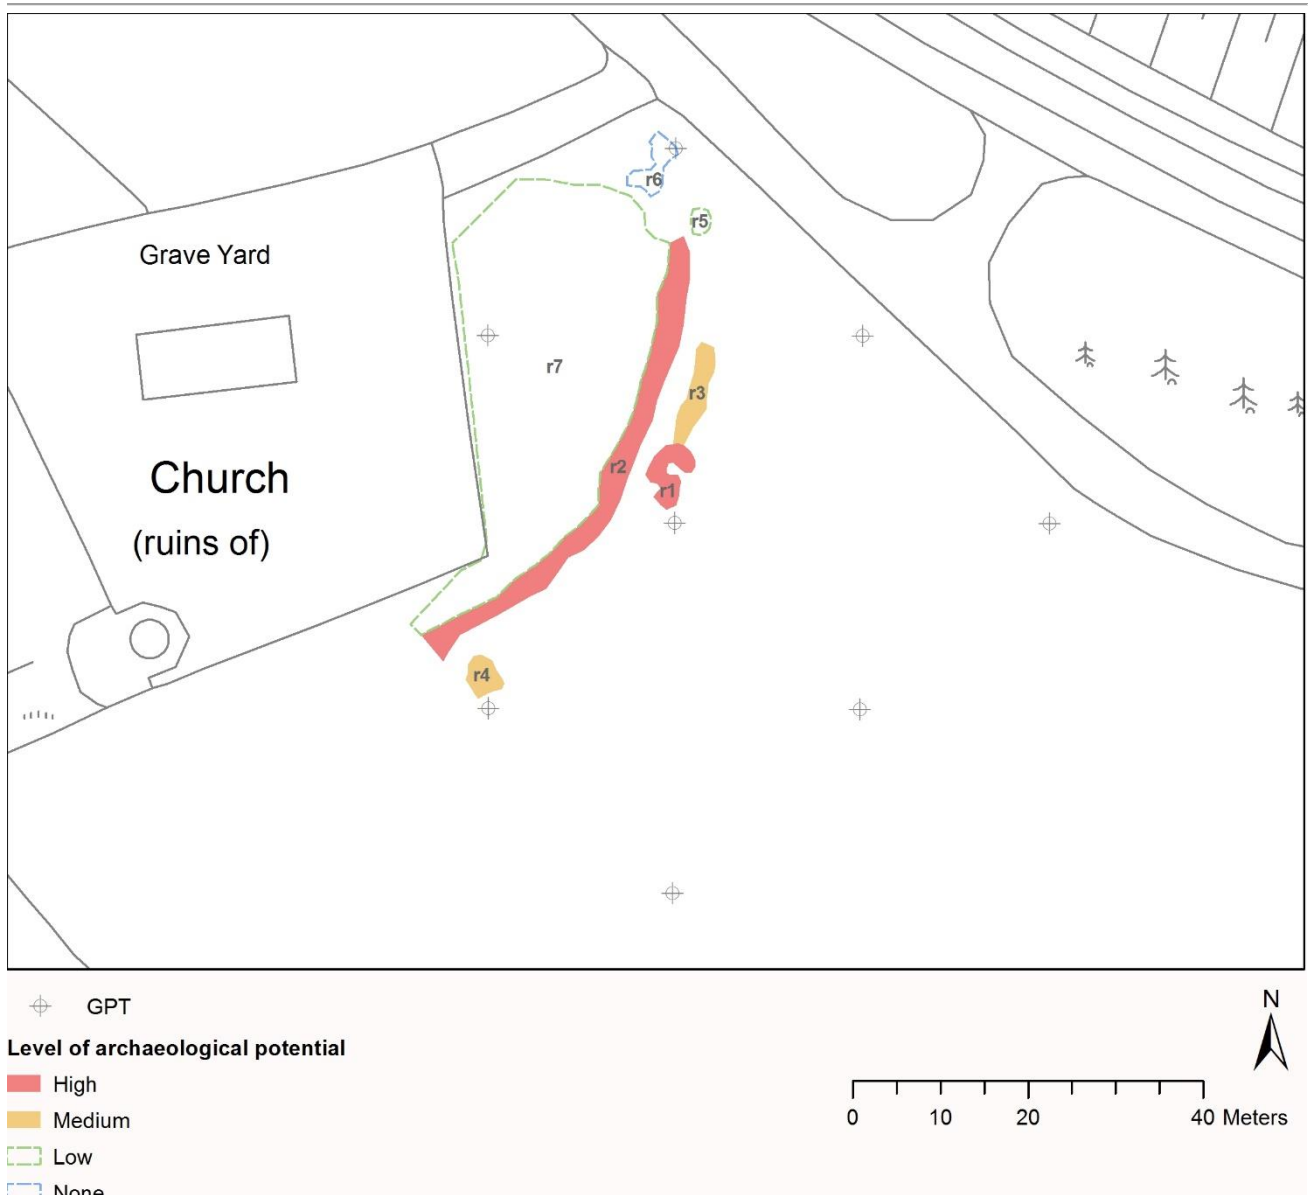 r6
r5
Grave Yard
r7
r3
r2
Church
r1
(ruins of)
r4
GPT
N
Level of archaeological potential
High
0 10 20 40 Meters
Medium
Low
None